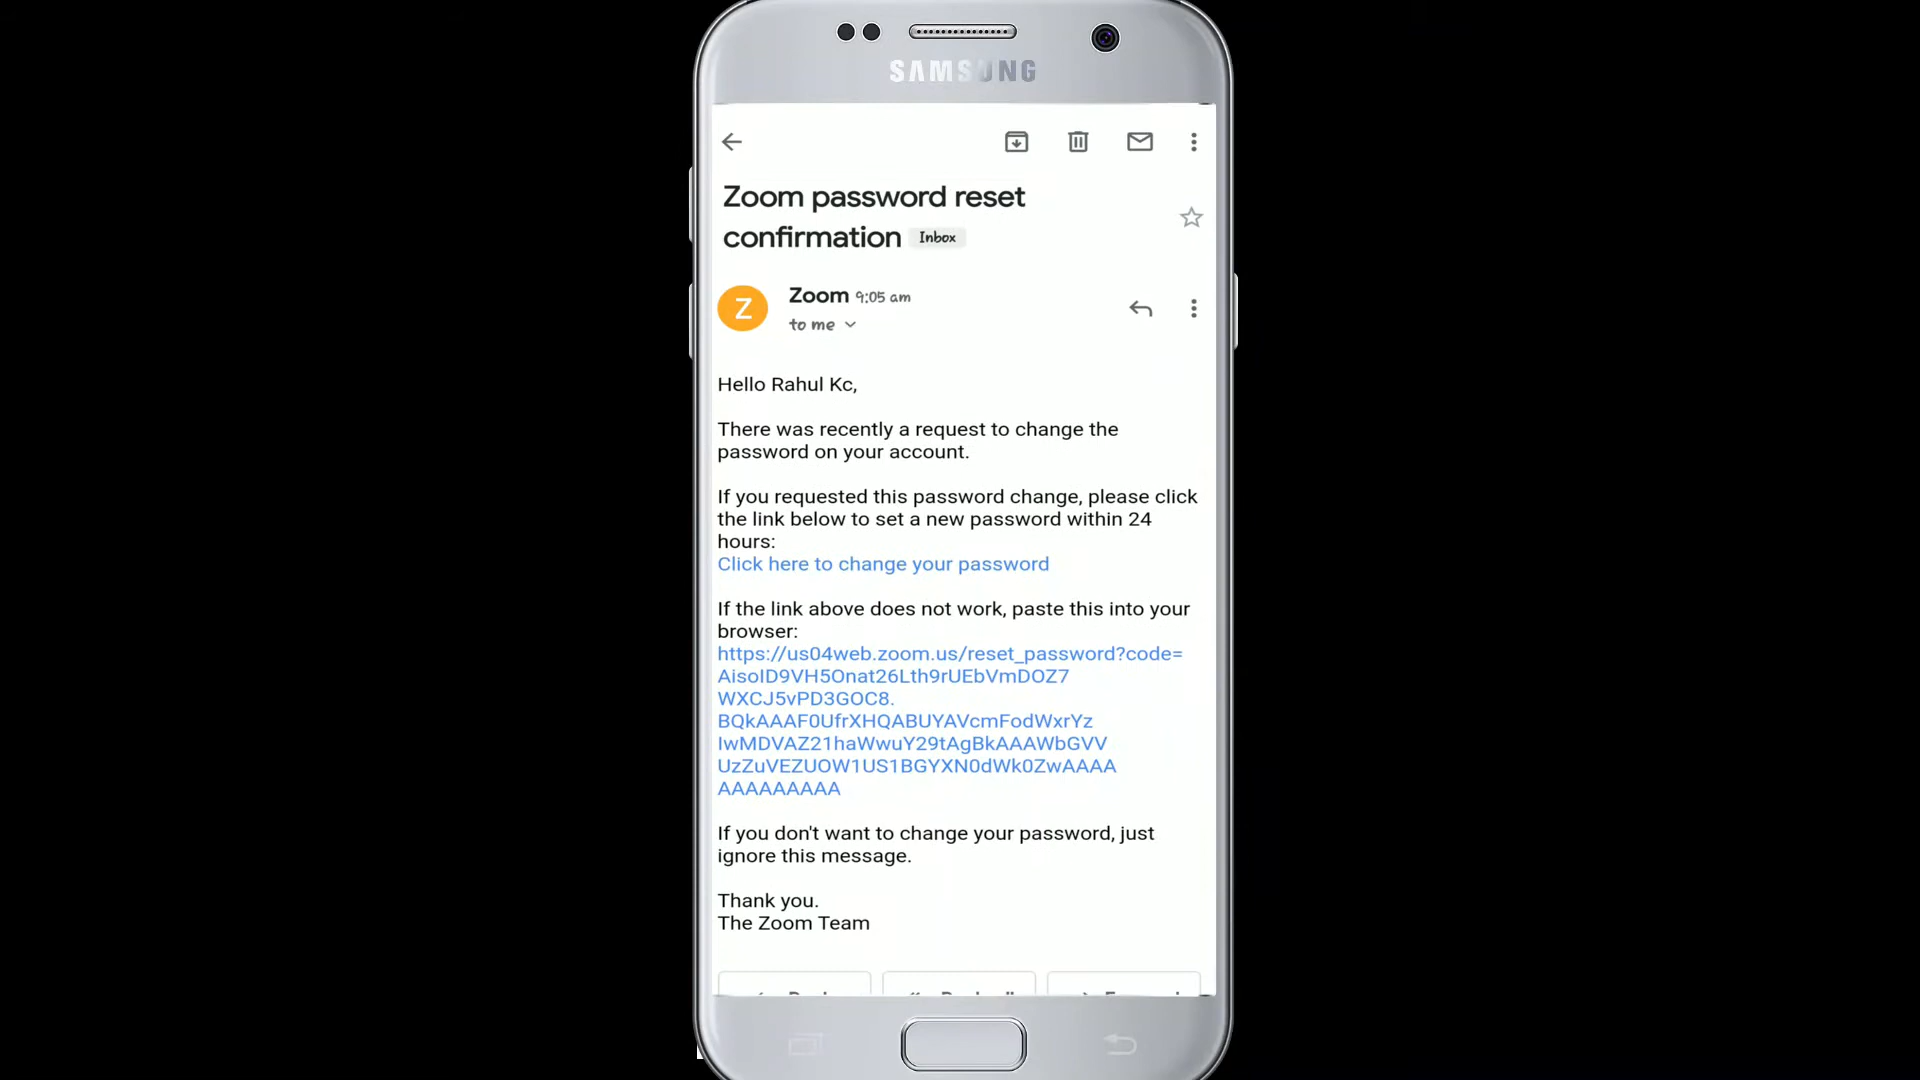 SAMSUNG
Zoom password reset
confirmation Inbox
Z
Zoom 9:05 am
to me
Hello Rahul Kc,
There was recently a request to change the
password on your account.
If you requested this password change, please click
the link below to set a new password within 24
hours:
Click here to change your password
If the link above does not work, paste this into your
browser:
https://us04web.zoom.us/reset_password?code=
AisoID9VH5Onat26Lth9rUEbVmDOZ7
WXCJ5vPD3GOC8.
BQkAAAF0UfrXHQABUYAVcmFodWxrYz
IwMDVAZ21haWwuY29tAgBkAAAWbGVV
UzZuVEZUOW1US1BGYXN0dWk0ZwAAAA
AAAAAAAAA
If you don't want to change your password, just
ignore this message.
Thank you.
The Zoom Team